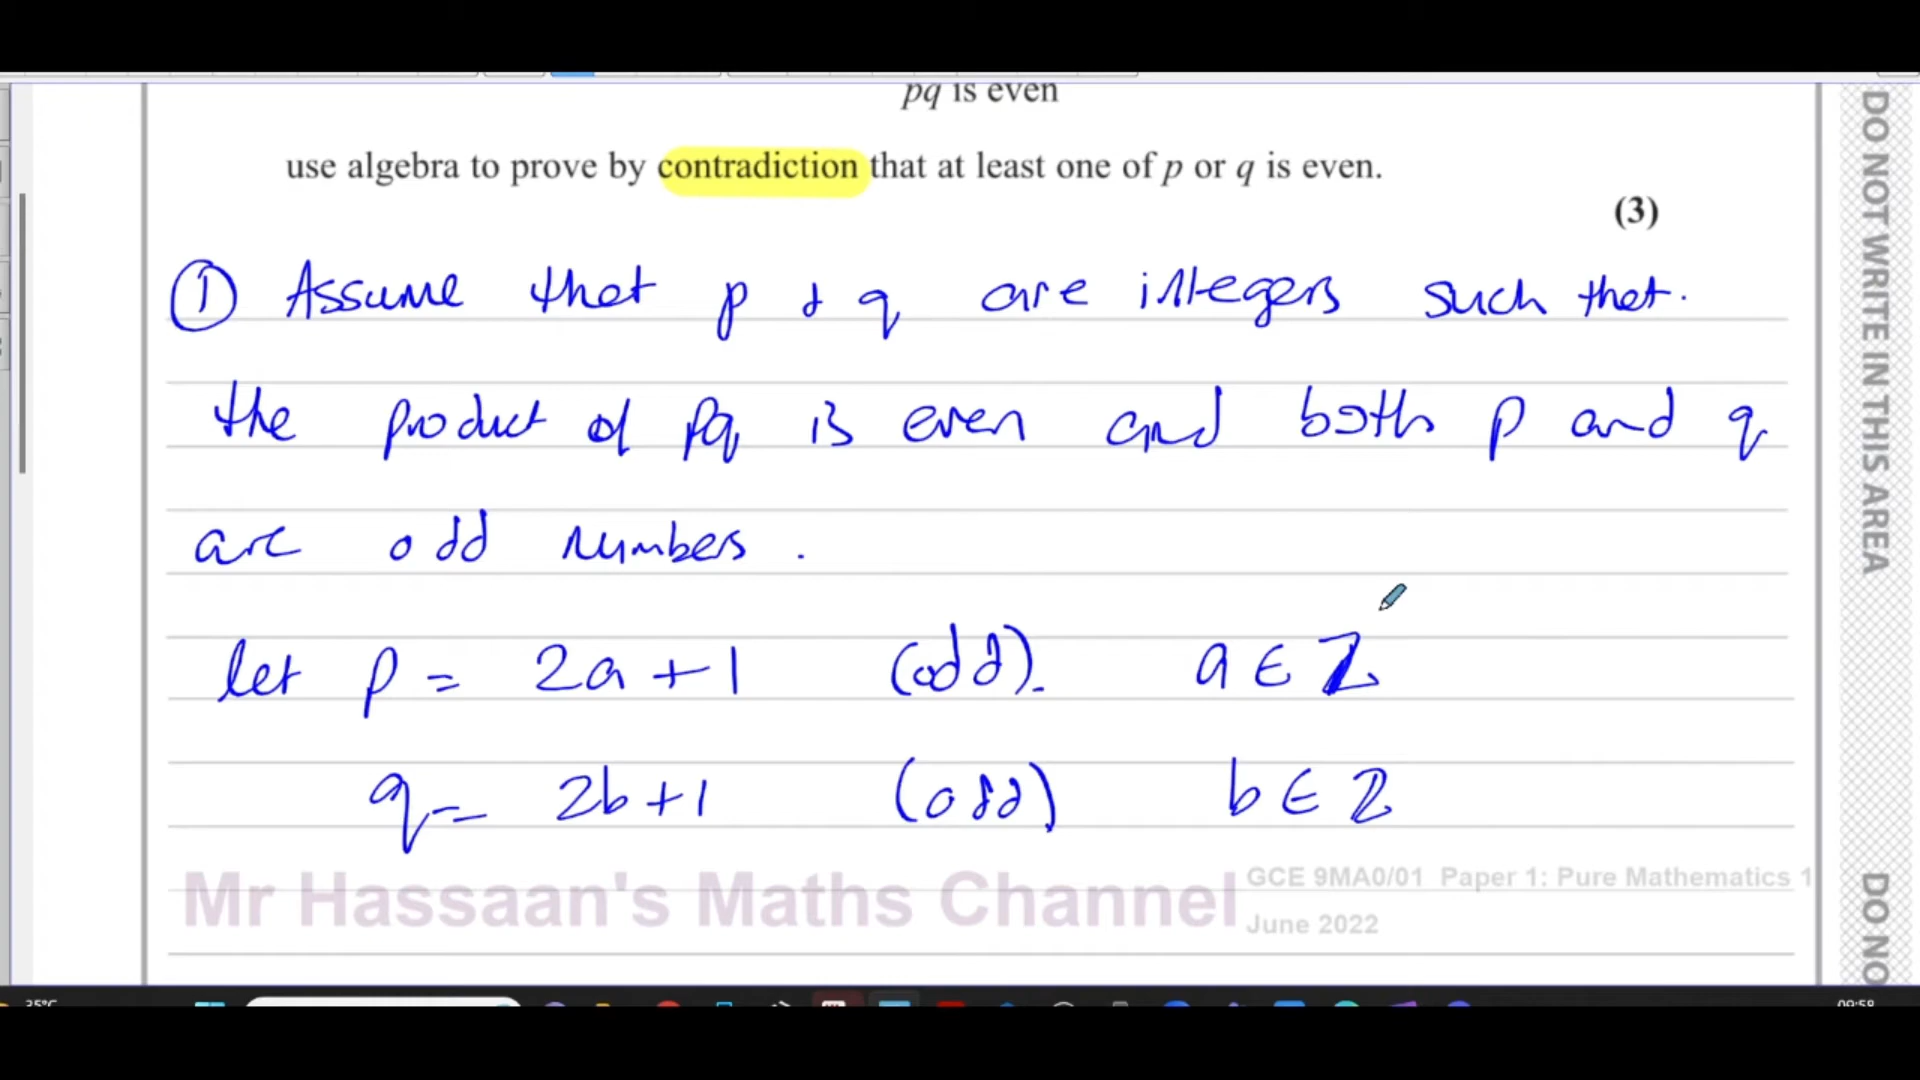 pq is even
use algebra to prove by contradiction that at least one of p or q is even.
(3)
① Assume that p & q are integers such that.
the product of pq is even and both p and q
are odd numbers.
let p = 2a + 1 (odd). a ∈ ℤ
q = 2b + 1 (odd) b ∈ ℤ
Mr Hassaan's Maths Channel
GCE 9MA0/01 Paper 1: Pure Mathematics 1
June 2022
DO NOT WRITE IN THIS AREA
DO NO
35°C
09:58